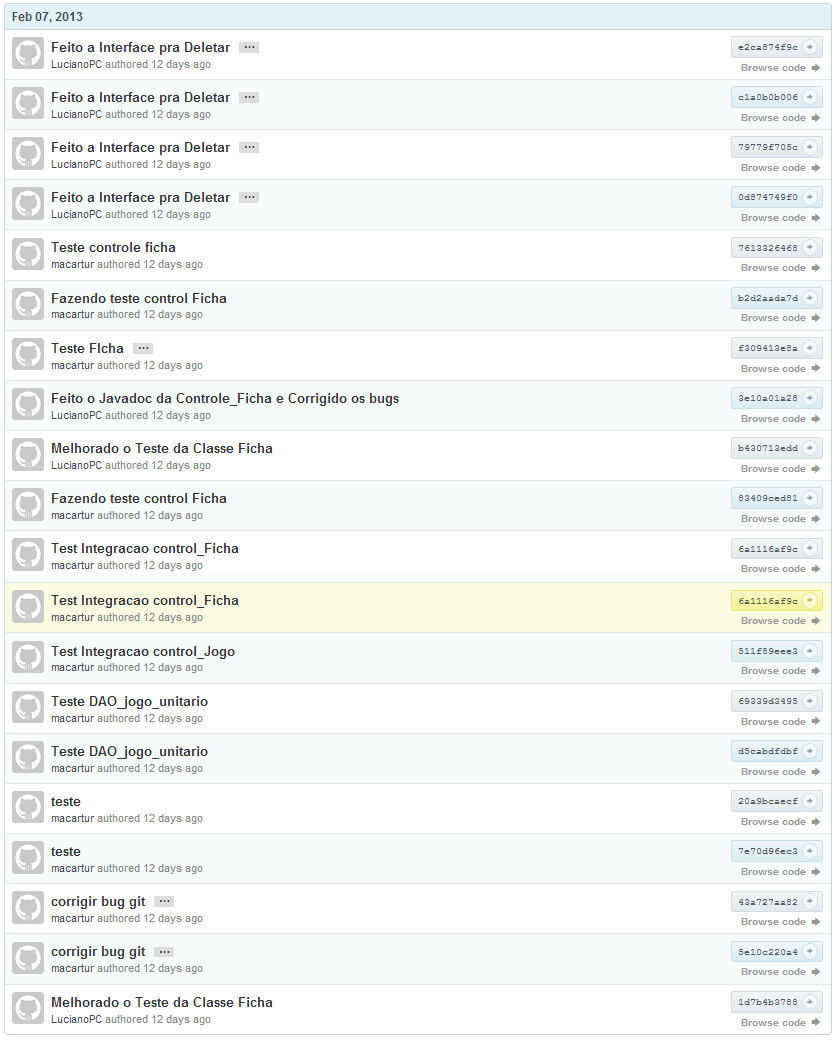 Feb 07, 2013
Feito a Interface pra Deletar ...
e2ca874f9c
LucianoPC authored 12 days ago
Browse code
Feito a Interface pra Deletar ...
c1a0b0b006
LucianoPC authored 12 days ago
Browse code
Feito a Interface pra Deletar ...
79779f705c
LucianoPC authored 12 days ago
Browse code
Feito a Interface pra Deletar ...
0d874749f0
LucianoPC authored 12 days ago
Browse code
Teste controle ficha
7613326468
macartur authored 12 days ago
Browse code
Fazendo teste control Ficha
b2d2aada7d
macartur authored 12 days ago
Browse code
Teste FIcha ...
f309413e8a
macartur authored 12 days ago
Browse code
Feito o Javadoc da Controle_Ficha e Corrigido os bugs
3e10a01a28
LucianoPC authored 12 days ago
Browse code
Melhorado o Teste da Classe Ficha
b430713edd
LucianoPC authored 12 days ago
Browse code
Fazendo teste control Ficha
83409ced81
macartur authored 12 days ago
Browse code
Test Integracao control_Ficha
6a1116af9c
macartur authored 12 days ago
Browse code
Test Integracao control_Ficha
6a1116af9c
macartur authored 12 days ago
Browse code
Test Integracao control_Jogo
511f89eee3
macartur authored 12 days ago
Browse code
Teste DAO_jogo_unitario
69339d3495
macartur authored 12 days ago
Browse code
Teste DAO_jogo_unitario
d5cabdfdbf
macartur authored 12 days ago
Browse code
teste
20a9bcaecf
macartur authored 12 days ago
Browse code
teste
7e70d96ec3
macartur authored 12 days ago
Browse code
corrigir bug git ...
43a727aa82
macartur authored 12 days ago
Browse code
corrigir bug git ...
5e10c220a4
macartur authored 12 days ago
Browse code
Melhorado o Teste da Classe Ficha
1d7b4b3788
LucianoPC authored 12 days ago
Browse code